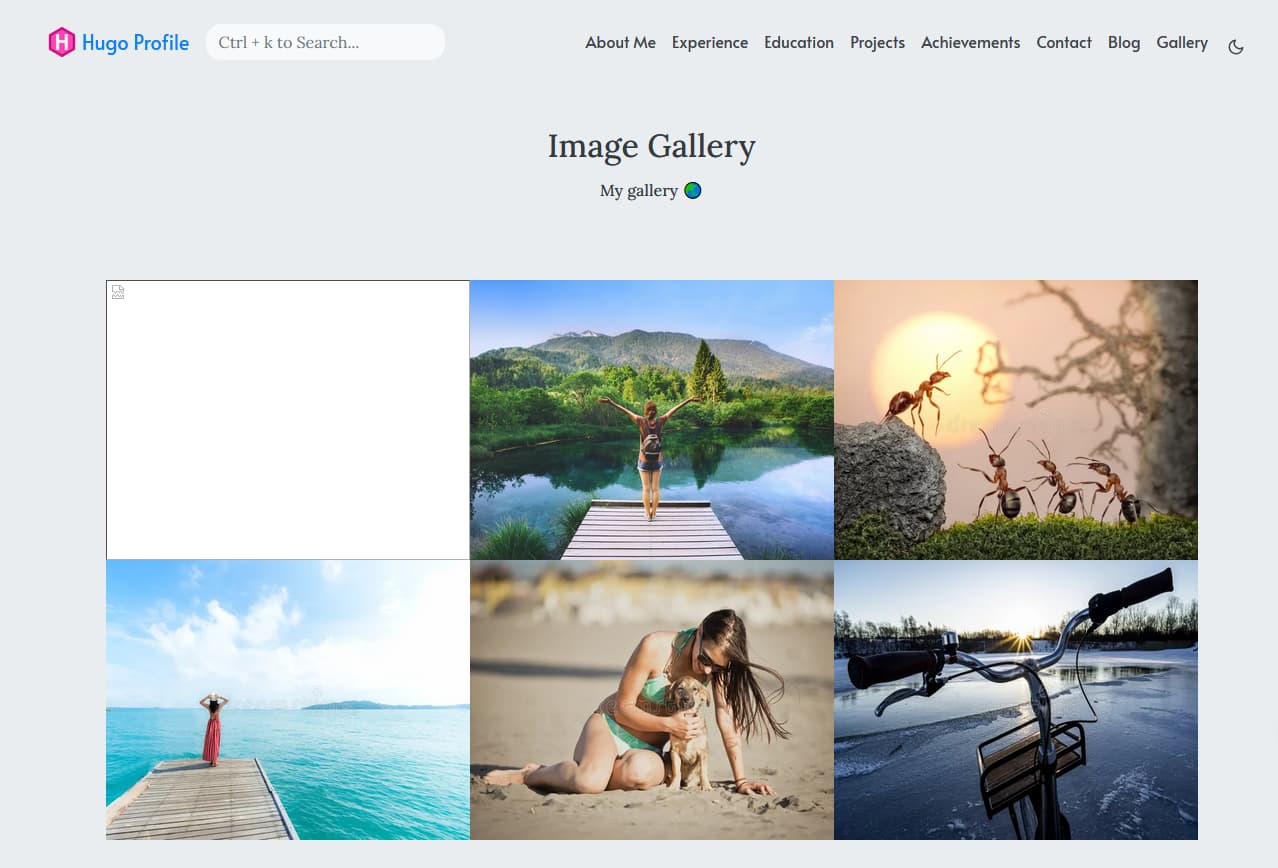 H Hugo Profile
Ctrl + k to Search...
About Me Experience Education Projects Achievements Contact Blog Gallery
Image Gallery
My gallery